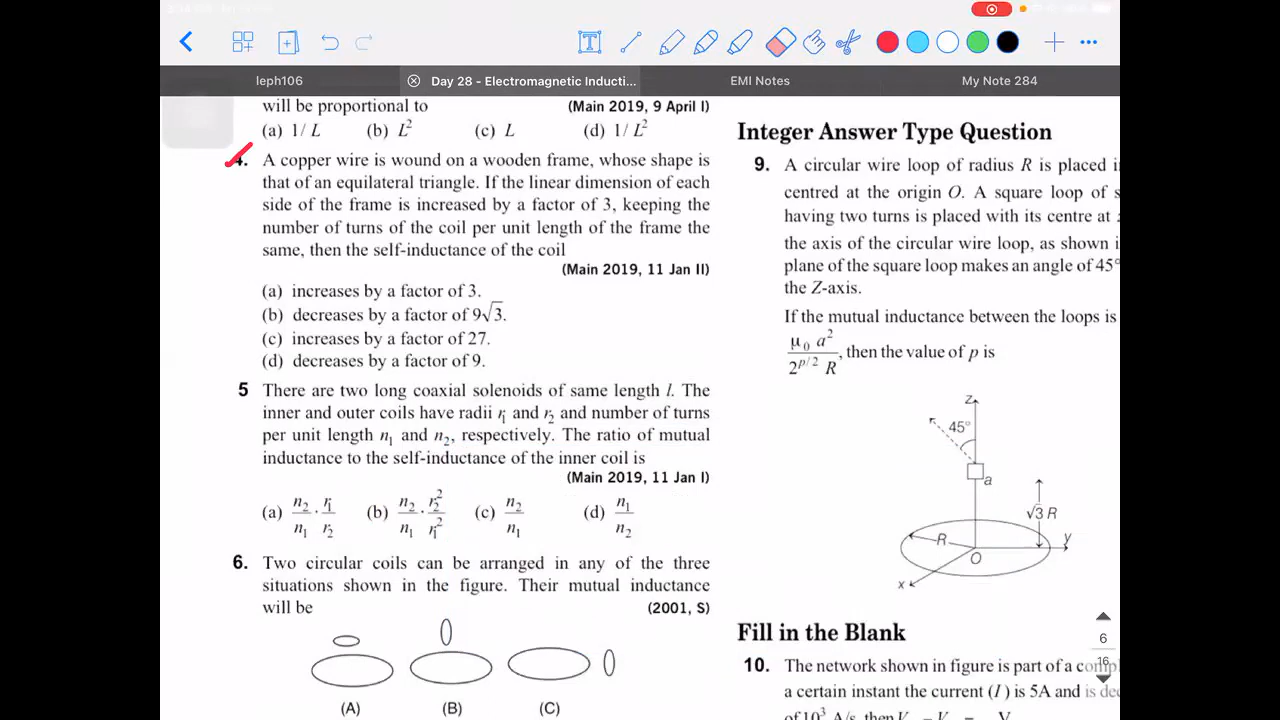 leph106
Day 28 - Electromagnetic Inducti...
EMI Notes
My Note 284
will be proportional to (Main 2019, 9 April I)
(a) 1/ L (b) L² (c) L (d) 1/ L²
4. A copper wire is wound on a wooden frame, whose shape is
that of an equilateral triangle. If the linear dimension of each
side of the frame is increased by a factor of 3, keeping the
number of turns of the coil per unit length of the frame the
same, then the self-inductance of the coil
(Main 2019, 11 Jan II)
(a) increases by a factor of 3.
(b) decreases by a factor of 9√3.
(c) increases by a factor of 27.
(d) decreases by a factor of 9.
5 There are two long coaxial solenoids of same length l. The
inner and outer coils have radii r₁ and r₂ and number of turns
per unit length n₁ and n₂, respectively. The ratio of mutual
inductance to the self-inductance of the inner coil is
(Main 2019, 11 Jan I)
(a) n₂/n₁ · r₁/r₂ (b) n₂/n₁ · r₂²/r₁² (c) n₂/n₁ (d) n₁/n₂
6. Two circular coils can be arranged in any of the three
situations shown in the figure. Their mutual inductance
will be (2001, S)
(A) (B) (C)
Integer Answer Type Question
9. A circular wire loop of radius R is placed i
centred at the origin O. A square loop of s
having two turns is placed with its centre at
the axis of the circular wire loop, as shown i
plane of the square loop makes an angle of 45°
the Z-axis.
If the mutual inductance between the loops is
μ₀ a²/2^(p/2) R, then the value of p is
z
45°
a
√3 R
R
y
O
x
Fill in the Blank
6
16
10. The network shown in figure is part of a comp
a certain instant the current (I) is 5A and is de
of 10³ A/s, then V – V = V